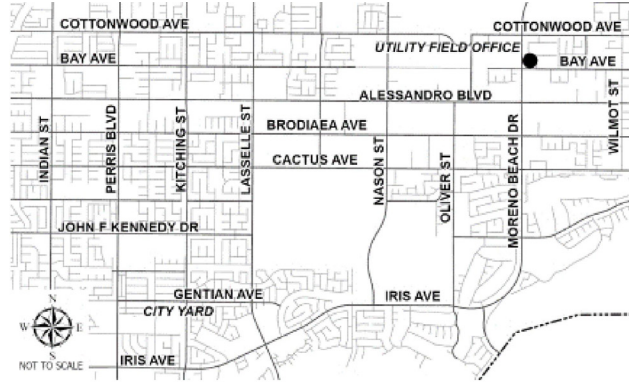 COTTONWOOD AVE
COTTONWOOD AVE
UTILITY FIELD OFFICE
BAY AVE
BAY AVE
ALESSANDRO BLVD
INDIAN ST
PERRIS BLVD
KITCHING ST
LASSELLE ST
BRODIAEA AVE
NASON ST
OLIVER ST
MORENO BEACH DR
WILMOT ST
CACTUS AVE
JOHN F KENNEDY DR
GENTIAN AVE
IRIS AVE
CITY YARD
N
W E
S
NOT TO SCALE
IRIS AVE